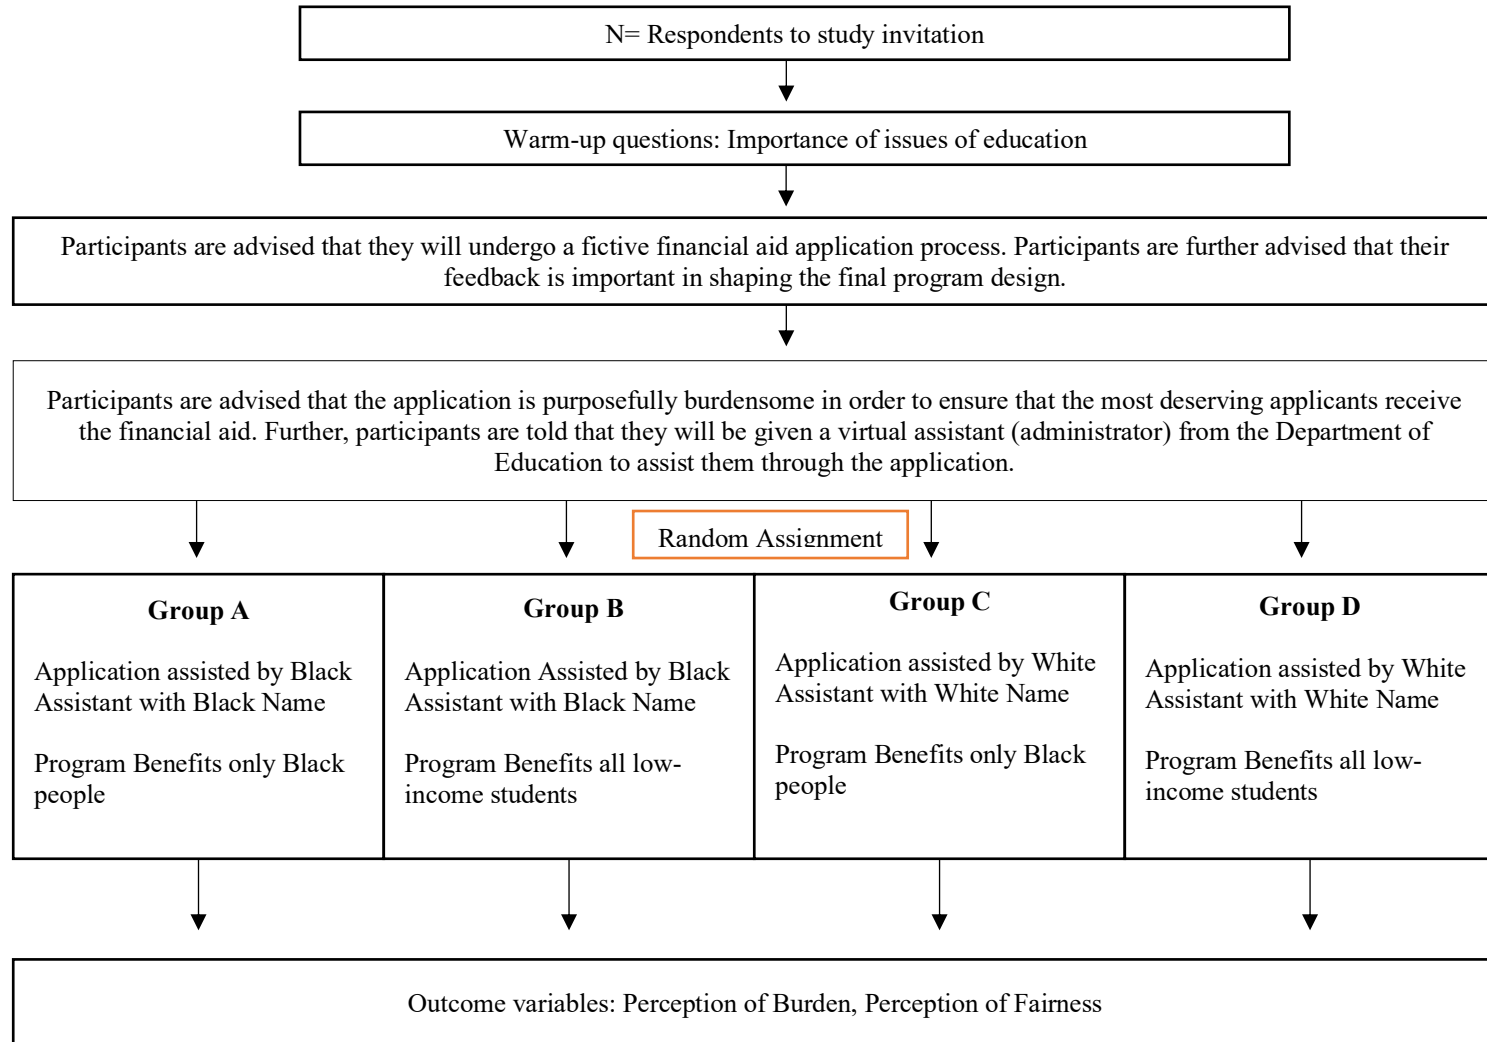 N= Respondents to study invitation
Warm-up questions: Importance of issues of education
Participants are advised that they will undergo a fictive financial aid application process. Participants are further advised that their
feedback is important in shaping the final program design.
Participants are advised that the application is purposefully burdensome in order to ensure that the most deserving applicants receive
the financial aid. Further, participants are told that they will be given a virtual assistant (administrator) from the Department of
Education to assist them through the application.
Random Assignment
Group A
Application assisted by Black
Assistant with Black Name
Program Benefits only Black
people
Group B
Application Assisted by Black
Assistant with Black Name
Program Benefits all low-
income students
Group C
Application assisted by White
Assistant with White Name
Program Benefits only Black
people
Group D
Application assisted by White
Assistant with White Name
Program Benefits all low-
income students
Outcome variables: Perception of Burden, Perception of Fairness